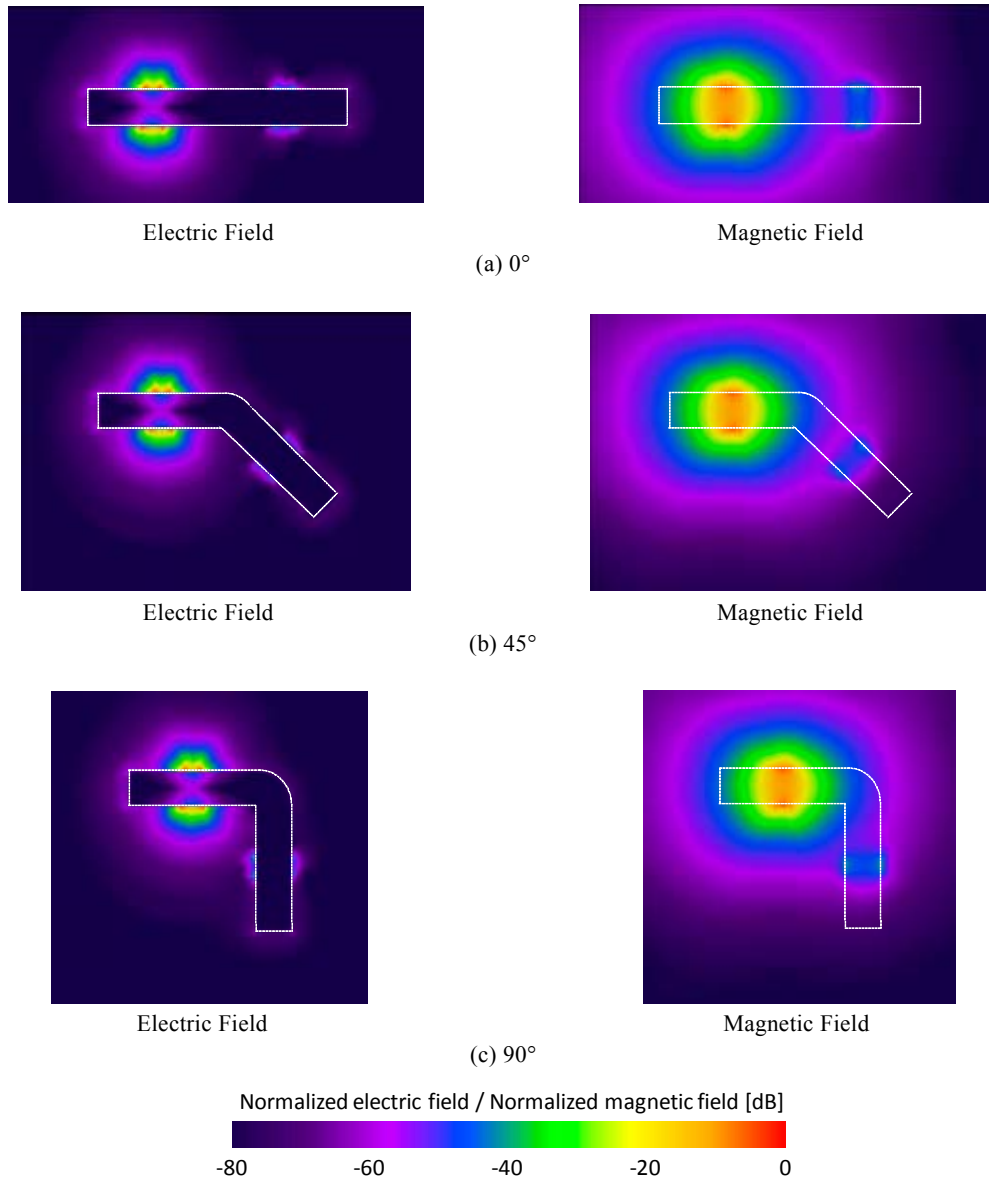 Electric Field Magnetic Field
(a) 0°
Electric Field Magnetic Field
(b) 45°
Electric Field Magnetic Field
(c) 90°
Normalized electric field / Normalized magnetic field [dB]
-80 -60 -40 -20 0